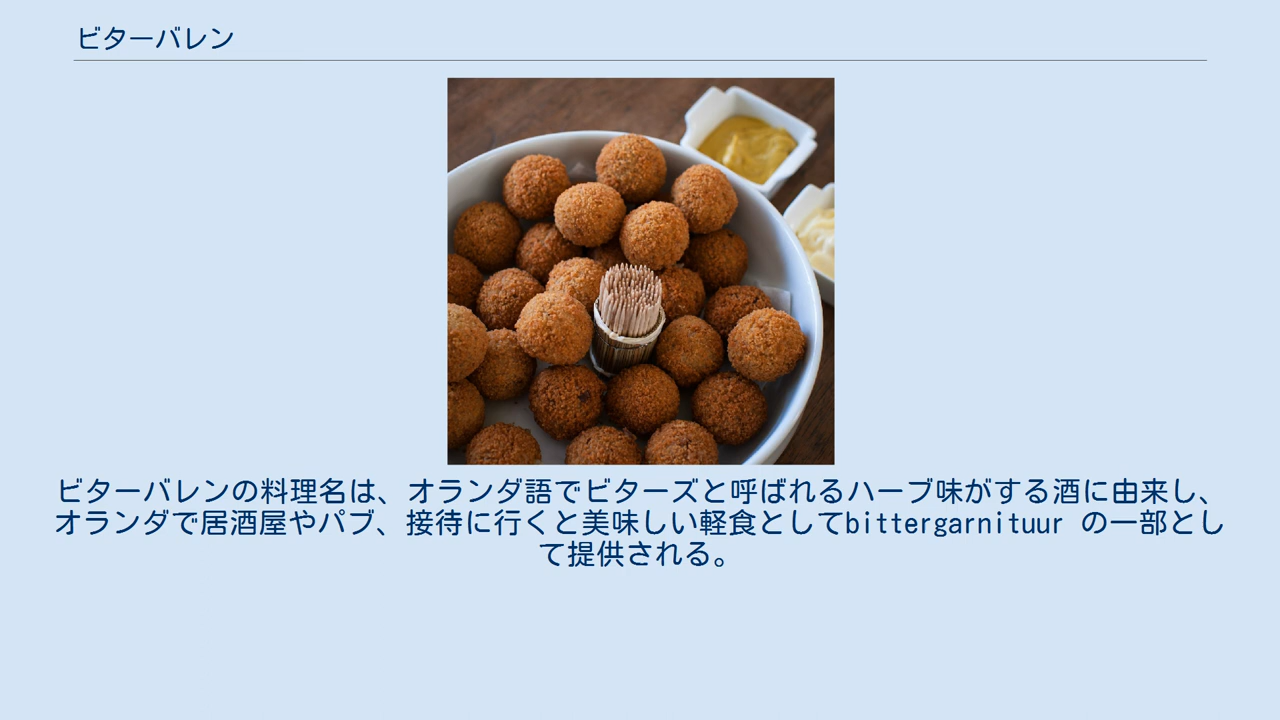 ビターバレン
ビターバレンの料理名は、オランダ語でビターズと呼ばれるハーブ味がする酒に由来し、
オランダで居酒屋やパブ、接待に行くと美味しい軽食としてbittergarnituur の一部とし
て提供される。